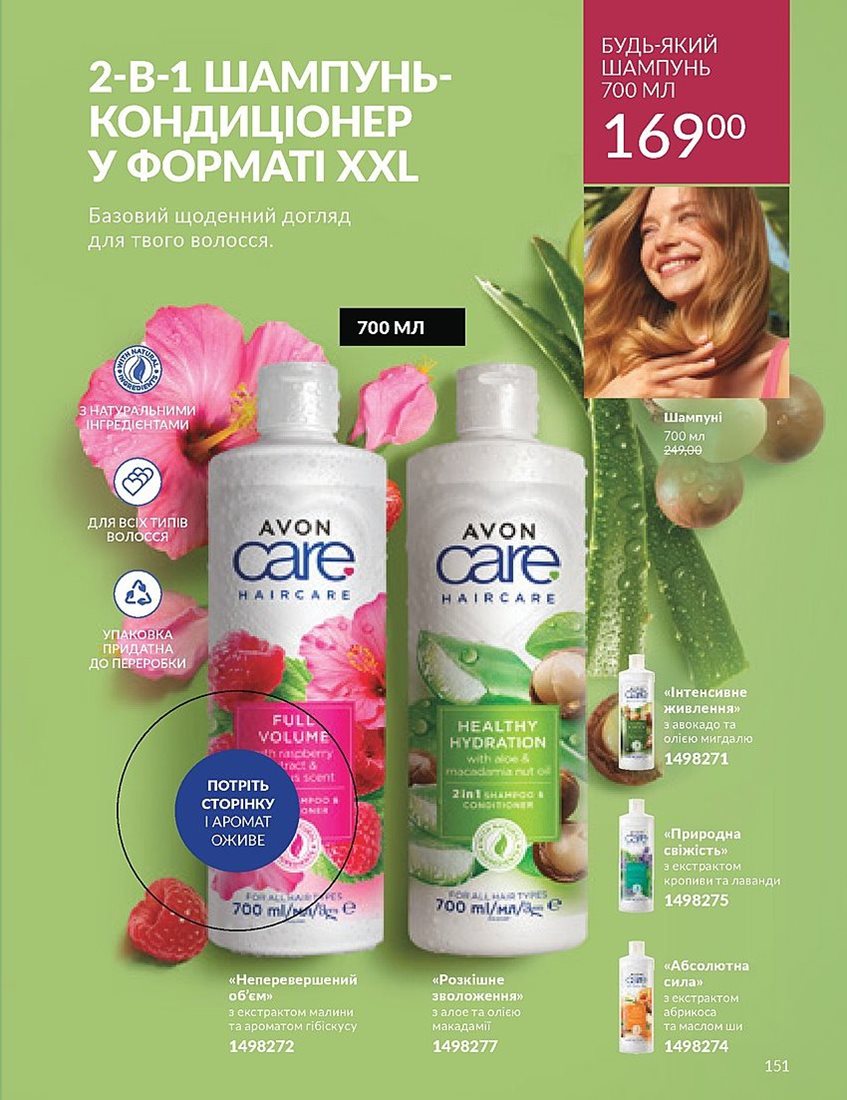 2-В-1 ШАМПУНЬ-
КОНДИЦІОНЕР
У ФОРМАТІ XXL
Базовий щоденний догляд
для твого волосся.
БУДЬ-ЯКИЙ
ШАМПУНЬ
700 МЛ
169⁰⁰
700 МЛ
Шампуні
700 мл
249,00
WITH NATURAL
INGREDIENTS
З НАТУРАЛЬНИМИ
ІНГРЕДІЄНТАМИ
ДЛЯ ВСІХ ТИПІВ
ВОЛОССЯ
УПАКОВКА
ПРИДАТНА
ДО ПЕРЕРОБКИ
AVON
care
HAIRCARE
FULL
VOLUME
with raspberry
scent
FOR ALL HAIR TYPES
700 ml/мл
ПОТРІТЬ
СТОРІНКУ
І АРОМАТ
ОЖИВЕ
AVON
care
HAIRCARE
HEALTHY
HYDRATION
with aloe &
macadamia nut oil
2in1 SHAMPOO &
CONDITIONER
FOR ALL HAIR TYPES
700 ml/мл
«Інтенсивне
живлення»
з авокадо та
олією мигдалю
1498271
«Природна
свіжість»
з екстрактом
кропиви та лаванди
1498275
«Абсолютна
сила»
з екстрактом
абрикоса
та маслом ши
1498274
«Неперевершений
об'єм»
з екстрактом малини
та ароматом гібіскусу
1498272
«Розкішне
зволоження»
з алое та олією
макадамії
1498277
151